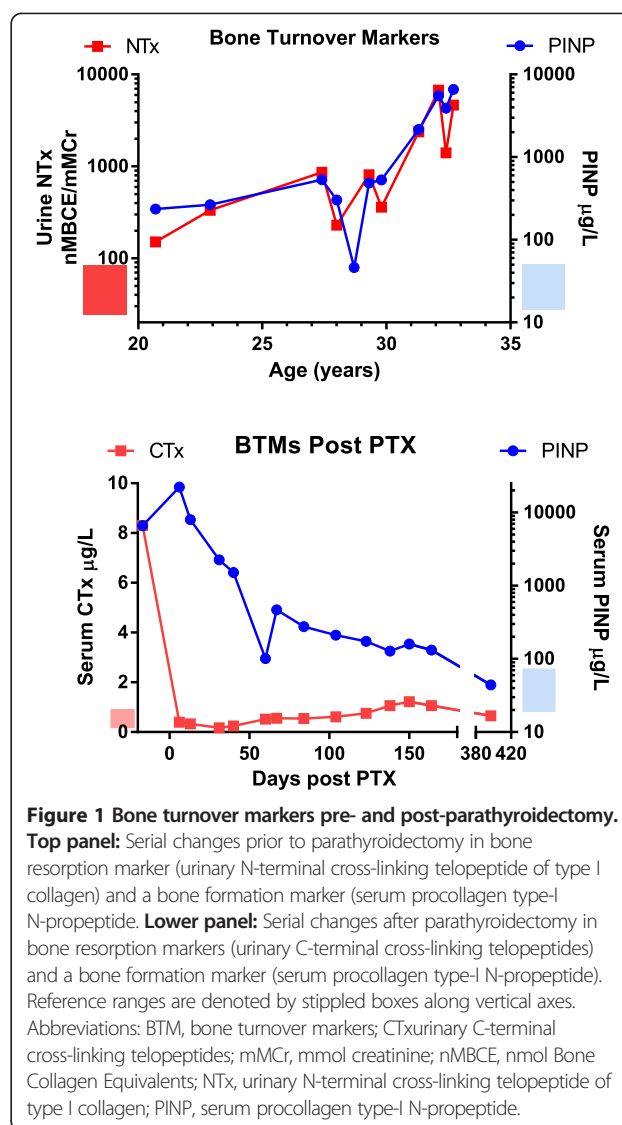 Bone Turnover Markers
NTx
PINP
10000
1000
100
Urine NTx
nMBCE/mMCr
10000
1000
100
10
PINP µg/L
20 25 30 35
Age (years)
BTMs Post PTX
CTx
PINP
10
8
6
4
2
0
Serum CTx µg/L
10000
1000
100
10
Serum PINP µg/L
0 50 100 150 380 420
Days post PTX
Figure 1 Bone turnover markers pre- and post-parathyroidectomy.
Top panel: Serial changes prior to parathyroidectomy in bone
resorption marker (urinary N-terminal cross-linking telopeptide of type I
collagen) and a bone formation marker (serum procollagen type-I
N-propeptide. Lower panel: Serial changes after parathyroidectomy in
bone resorption markers (urinary C-terminal cross-linking telopeptides)
and a bone formation marker (serum procollagen type-I N-propeptide).
Reference ranges are denoted by stippled boxes along vertical axes.
Abbreviations: BTM, bone turnover markers; CTxurinary C-terminal
cross-linking telopeptides; mMCr, mmol creatinine; nMBCE, nmol Bone
Collagen Equivalents; NTx, urinary N-terminal cross-linking telopeptide of
type I collagen; PINP, serum procollagen type-I N-propeptide.